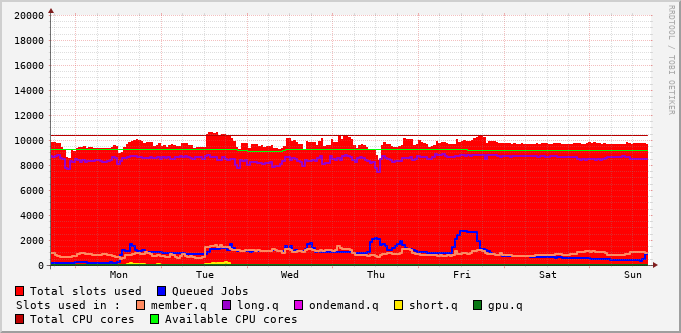 RRDTOOL / TOBI OETIKER
20000
18000
16000
14000
12000
10000
8000
6000
4000
2000
0
Mon Tue Wed Thu Fri Sat Sun
Total slots used Queued Jobs
Slots used in : member.q long.q ondemand.q short.q gpu.q
Total CPU cores Available CPU cores